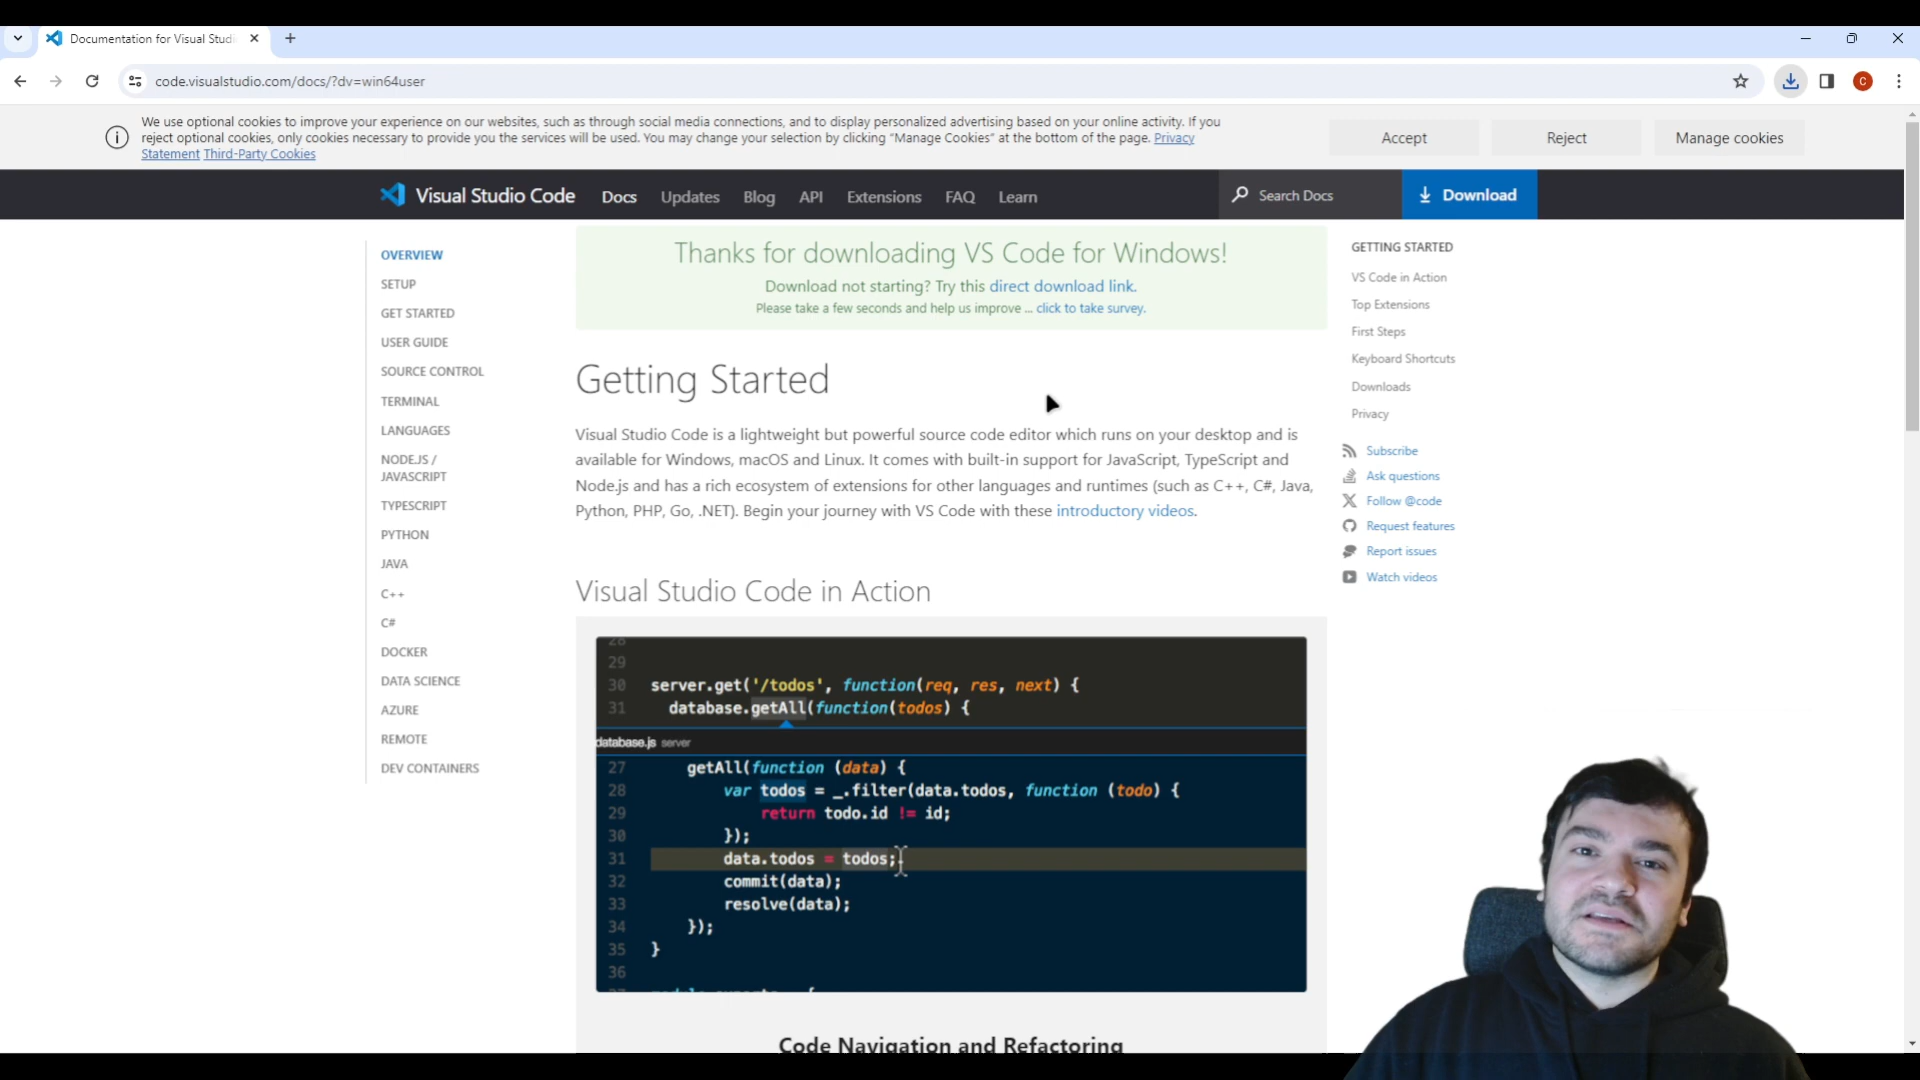 Documentation for Visual Stud
code.visualstudio.com/docs/?dv=win64user
C
We use optional cookies to improve your experience on our websites, such as through social media connections, and to display personalized advertising based on your online activity. If you
reject optional cookies, only cookies necessary to provide you the services will be used. You may change your selection by clicking "Manage Cookies" at the bottom of the page. Privacy
Statement Third-Party Cookies
Accept
Reject
Manage cookies
Visual Studio Code
Docs
Updates
Blog
API
Extensions
FAQ
Learn
Search Docs
Download
OVERVIEW
SETUP
GET STARTED
USER GUIDE
SOURCE CONTROL
TERMINAL
LANGUAGES
NODE.JS /
JAVASCRIPT
TYPESCRIPT
PYTHON
JAVA
C++
C#
DOCKER
DATA SCIENCE
AZURE
REMOTE
DEV CONTAINERS
Thanks for downloading VS Code for Windows!
Download not starting? Try this direct download link.
Please take a few seconds and help us improve ... click to take survey.
Getting Started
Visual Studio Code is a lightweight but powerful source code editor which runs on your desktop and is
available for Windows, macOS and Linux. It comes with built-in support for JavaScript, TypeScript and
Node.js and has a rich ecosystem of extensions for other languages and runtimes (such as C++, C#, Java,
Python, PHP, Go, .NET). Begin your journey with VS Code with these introductory videos.
Visual Studio Code in Action
28
29
30 server.get('/todos', function(req, res, next) {
31 database.getAll(function(todos) {
database.js server
27 getAll(function (data) {
28 var todos = _.filter(data.todos, function (todo) {
29 return todo.id != id;
30 });
31 data.todos = todos;
32 commit(data);
33 resolve(data);
34 });
35 }
36
Code Navigation and Refactoring
GETTING STARTED
VS Code in Action
Top Extensions
First Steps
Keyboard Shortcuts
Downloads
Privacy
Subscribe
Ask questions
Follow @code
Request features
Report issues
Watch videos